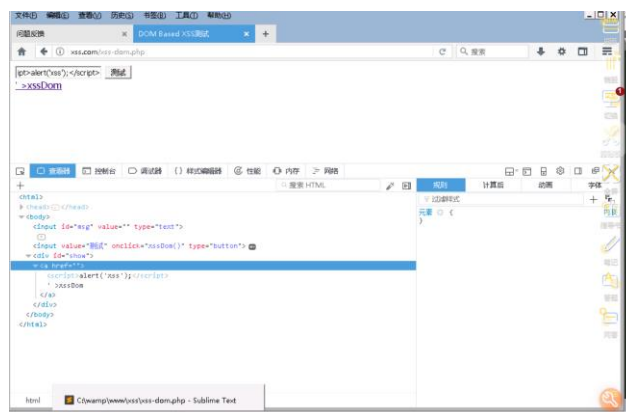 文件(F) 编辑(E) 查看(V) 历史(S) 书签(B) 工具(T) 帮助(H)
问题反馈 × DOM Based XSS测试 × +
xss.com/xss-dom.php 搜索
ipt>alert('xss');</script> 测试
' >xssDom
查看器 控制台 调试器 {} 样式编辑器 性能 内存 网络
+ 搜索 HTML 规则 计算后 动画 字体
过滤样式 +
<html>
<head></head>
<body>
<input id="msg" value="" type="text">
<input value="测试" onclick="xssDom()" type="button">
<div id="show">
<a href="">
<script>alert('xss');</script>
' >xssDom
</a>
</div>
</body>
</html>
元素 {
}
html C:\wamp\www\xss\xss-dom.php - Sublime Text